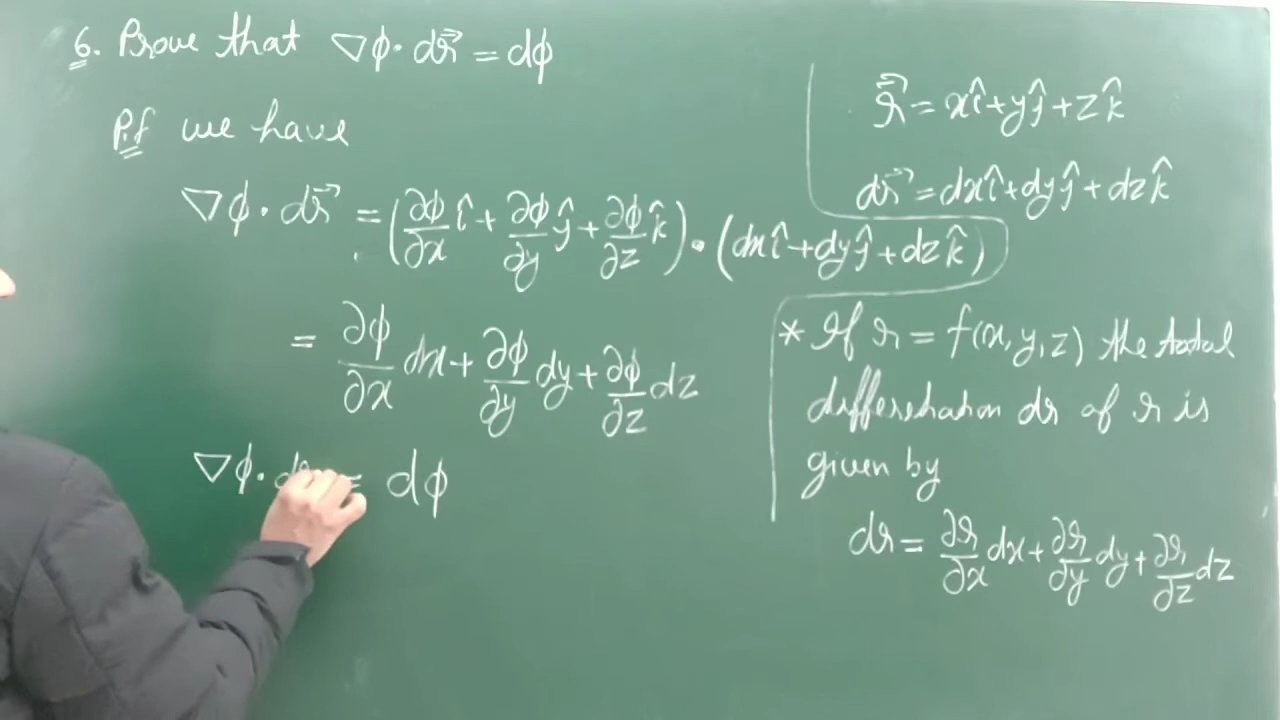 6. Prove that ∇ϕ·dr⃗ = dϕ
P.f we have
∇ϕ · dr⃗ = (∂ϕ/∂x î + ∂ϕ/∂y ĵ + ∂ϕ/∂z k̂) · (dxî + dyĵ + dzk̂)
= ∂ϕ/∂x dx + ∂ϕ/∂y dy + ∂ϕ/∂z dz
∇ϕ · d = dϕ
r⃗ = xî + yĵ + zk̂
dr⃗ = dxî + dyĵ + dzk̂
* If r = f(x, y, z) the total
differentiation dr of r is
given by
dr = ∂r/∂x dx + ∂r/∂y dy + ∂r/∂z dz